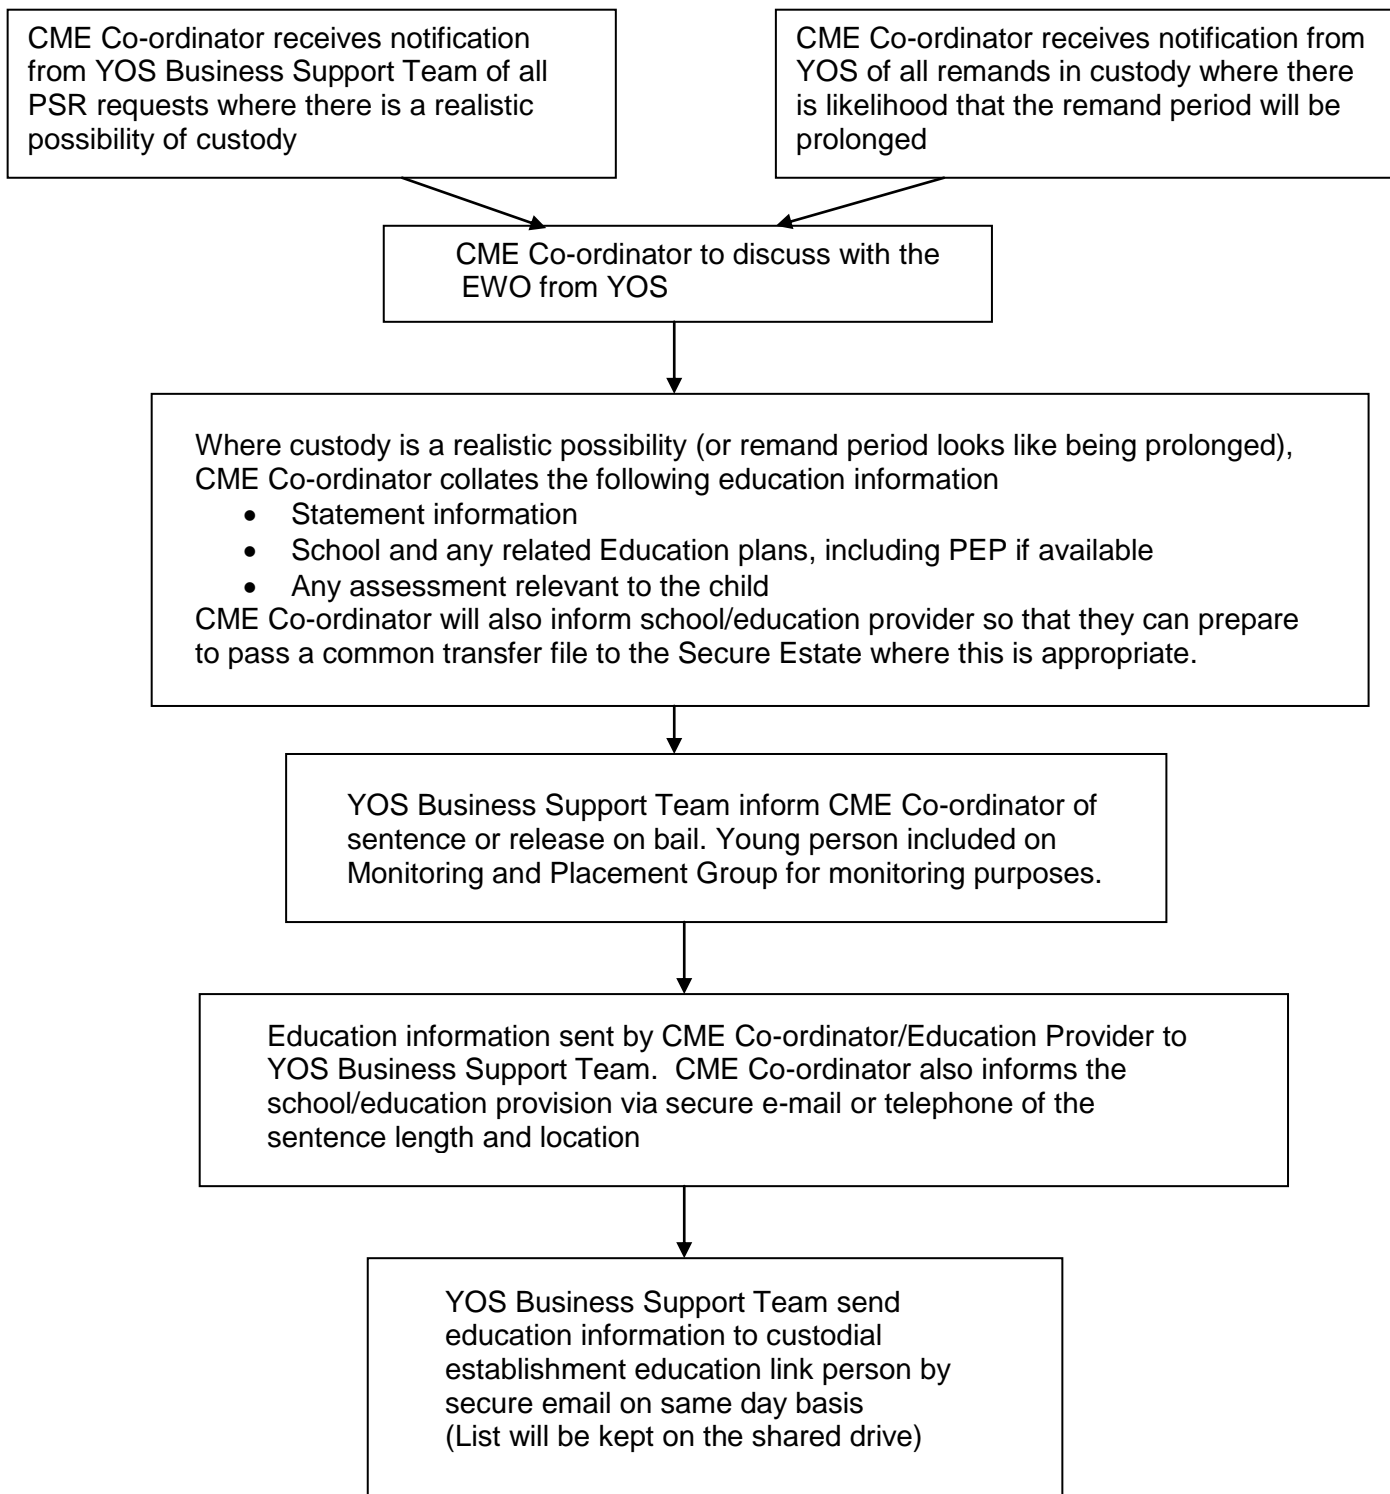 CME Co-ordinator receives notification
from YOS Business Support Team of all
PSR requests where there is a realistic
possibility of custody
CME Co-ordinator receives notification from
YOS of all remands in custody where there
is likelihood that the remand period will be
prolonged
CME Co-ordinator to discuss with the
EWO from YOS
Where custody is a realistic possibility (or remand period looks like being prolonged),
CME Co-ordinator collates the following education information
• Statement information
• School and any related Education plans, including PEP if available
• Any assessment relevant to the child
CME Co-ordinator will also inform school/education provider so that they can prepare
to pass a common transfer file to the Secure Estate where this is appropriate.
YOS Business Support Team inform CME Co-ordinator of
sentence or release on bail. Young person included on
Monitoring and Placement Group for monitoring purposes.
Education information sent by CME Co-ordinator/Education Provider to
YOS Business Support Team.  CME Co-ordinator also informs the
school/education provision via secure e-mail or telephone of the
sentence length and location
YOS Business Support Team send
education information to custodial
establishment education link person by
secure email on same day basis
(List will be kept on the shared drive)